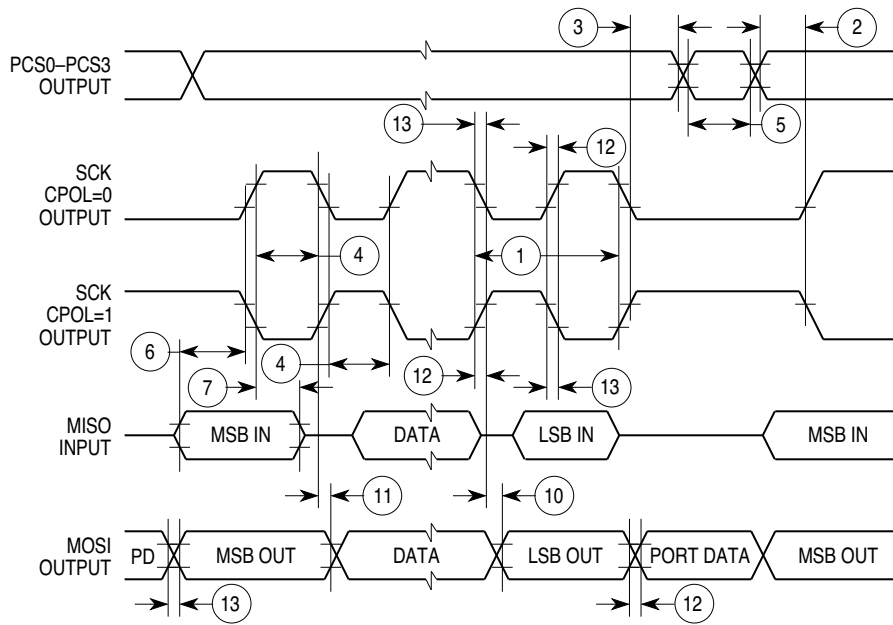 3
2
PCS0–PCS3
OUTPUT
5
13
12
SCK
CPOL=0
OUTPUT
4
1
SCK
CPOL=1
OUTPUT
6
4
12
13
7
MISO
INPUT
MSB IN
DATA
LSB IN
MSB IN
11
10
MOSI
OUTPUT
PD
MSB OUT
DATA
LSB OUT
PORT DATA
MSB OUT
13
12